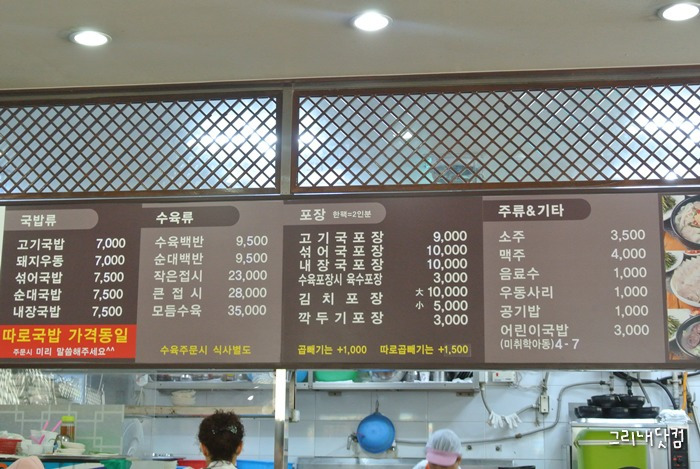 국밥류
고기국밥 7,000
돼지우동 7,000
섞어국밥 7,500
순대국밥 7,500
내장국밥 7,500
따로국밥 가격동일
주문시 미리 말씀해주세요^^
수육류
수육백반 9,500
순대백반 9,500
작은접시 23,000
큰 접시 28,000
모듬수육 35,000
수육주문시 식사별도
포장 한팩=2인분
고기국포장 9,000
섞어국포장 10,000
내장국포장 10,000
수육포장시 육수포장 3,000
김치포장 大 10,000
小 5,000
깍두기포장 3,000
곱빼기는 +1,000 따로곱빼기는 +1,500
주류&기타
소주 3,500
맥주 4,000
음료수 1,000
우동사리 1,000
공기밥 1,000
어린이국밥 3,000
(미취학아동)4-7
그리내닷컴